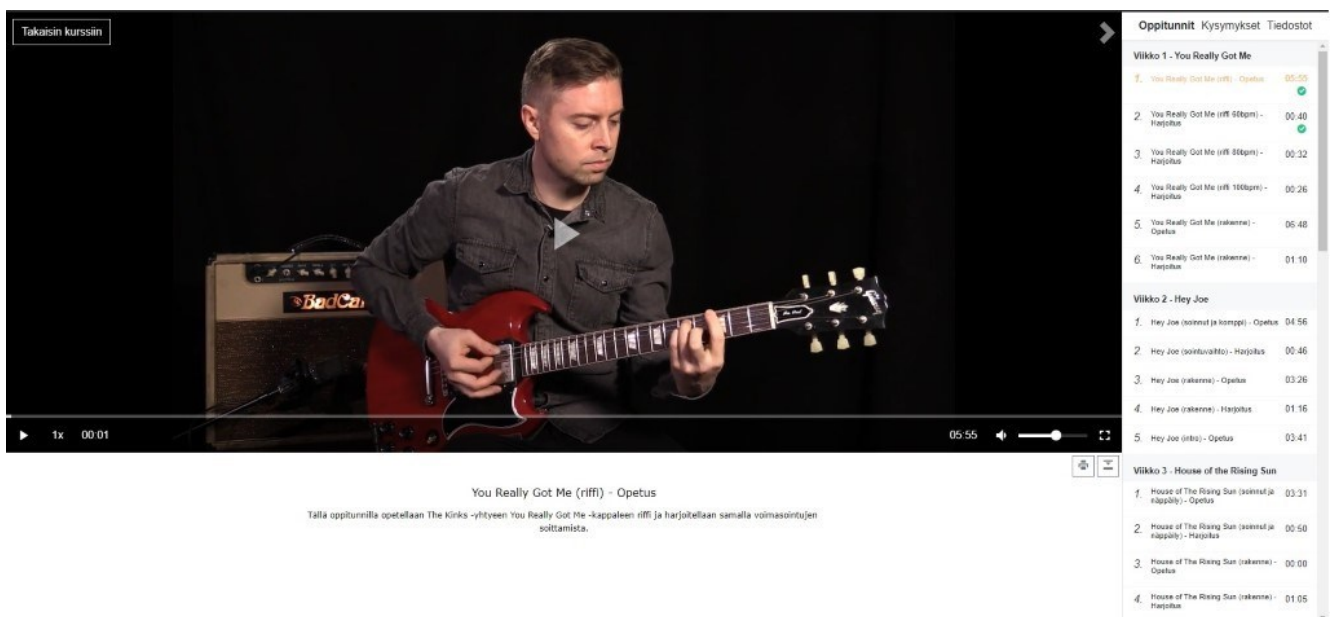 Takaisin kurssiin
BadCa
Gibson
1x 00:01
05:55
You Really Got Me (riffi) - Opetus
Tällä oppitunnilla opetellaan The Kinks -yhtyeen You Really Got Me -kappaleen riffi ja harjoitellaan samalla voimasointujen
soittamista.
Oppitunnit Kysymykset Tiedostot
Viikko 1 - You Really Got Me
1. You Really Got Me (riffi) - Opetus 05:55
2. You Really Got Me (riffi 60bpm) - 00:40
Harjoitus
3. You Really Got Me (riffi 80bpm) - 00:32
Harjoitus
4. You Really Got Me (riffi 100bpm) - 00:26
Harjoitus
5. You Really Got Me (rakenne) - 06:48
Opetus
6. You Really Got Me (rakenne) - 01:10
Harjoitus
Viikko 2 - Hey Joe
1. Hey Joe (soinnut ja komppi) - Opetus 04:56
2. Hey Joe (sointuvaihto) - Harjoitus 00:46
3. Hey Joe (rakenne) - Opetus 03:26
4. Hey Joe (rakenne) - Harjoitus 01:16
5. Hey Joe (intro) - Opetus 03:41
Viikko 3 - House of the Rising Sun
1. House of The Rising Sun (soinnut ja 03:31
näppäily) - Opetus
2. House of The Rising Sun (soinnut ja 00:50
näppäily) - Harjoitus
3. House of The Rising Sun (rakenne) - 00:00
Opetus
4. House of The Rising Sun (rakenne) - 01:05
Harjoitus